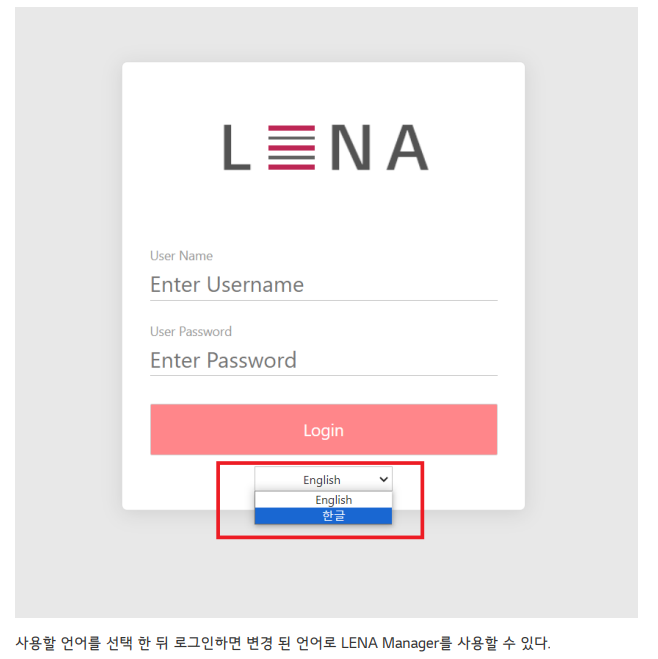 LENA
User Name
Enter Username
User Password
Enter Password
Login
English
English
한글
사용할 언어를 선택 한 뒤 로그인하면 변경 된 언어로 LENA Manager를 사용할 수 있다.